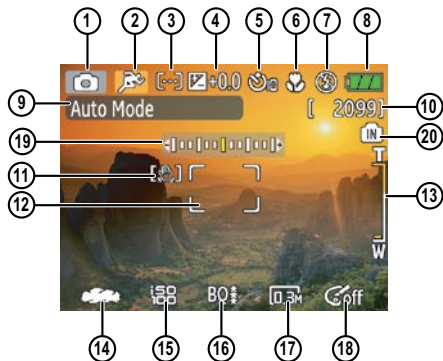 1 2 3 4 5 6 7 8
+0.0
9 Auto Mode [ 2099] 10
IN 20
19 - +
T
11
12
13
W
ISO 100 BQ 0.3M off
14 15 16 17 18